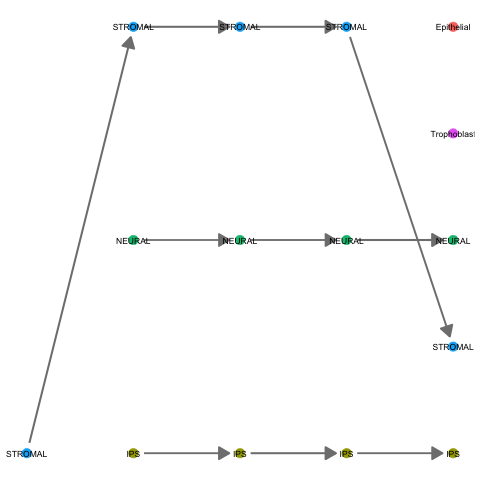 STROMAL STROMAL STROMAL Epithelial
Trophoblast
NEURAL NEURAL NEURAL NEURAL
STROMAL
STROMAL IPS IPS IPS IPS